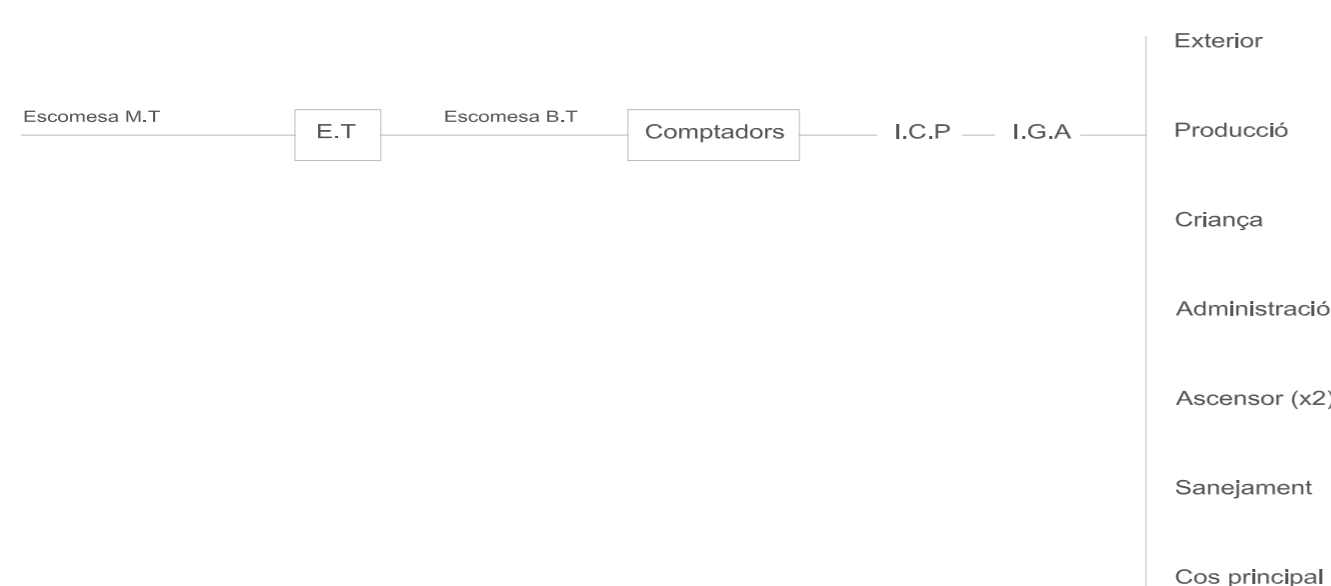 Exterior
Escomesa M.T
Escomesa B.T
E.T
Comptadors
I.C.P
I.G.A
Producció
Criança
Administració
Ascensor (x2)
Sanejament
Cos principal